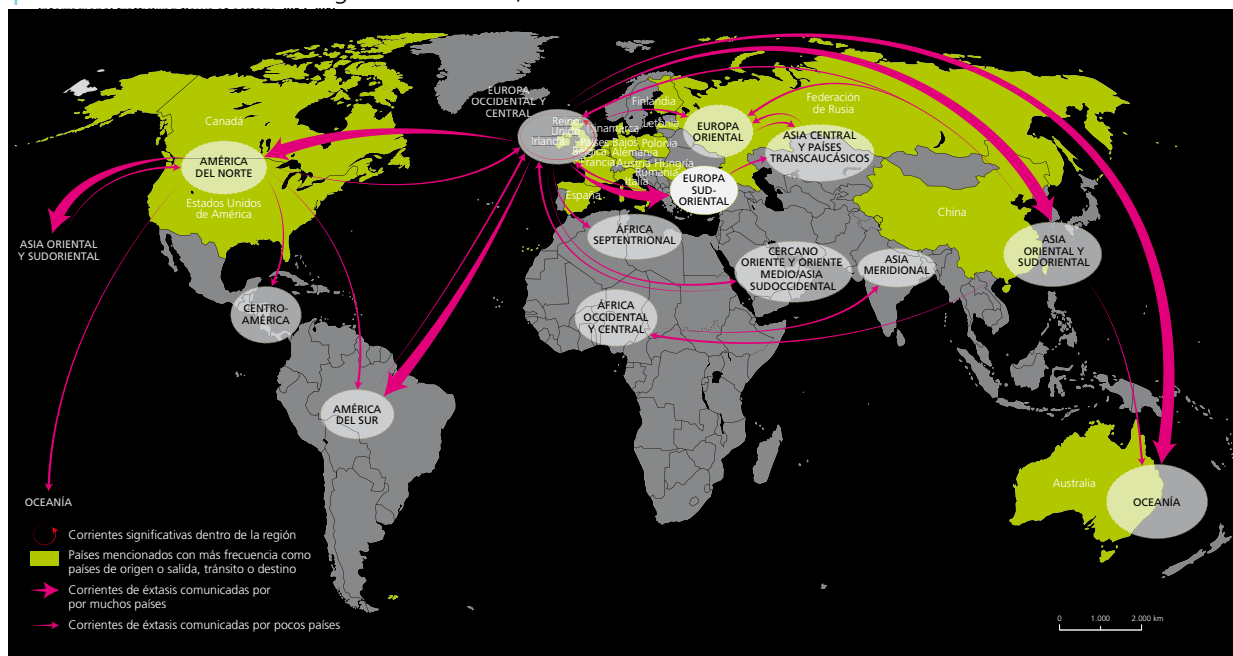 EUROPA
OCCIDENTAL Y
CENTRAL
Canadá
AMÉRICA
DEL NORTE
Estados Unidos
de América
ASIA ORIENTAL
Y SUDORIENTAL
CENTRO-
AMÉRICA
AMÉRICA
DEL SUR
OCEANÍA
Reino
Unido
Irlanda
Finlandia
Dinamarca
Letonia
Países Bajos
Polonia
Bélgica
Alemania
Francia
Austria
Hungría
Rumania
Italia
España
EUROPA
ORIENTAL
Federación
de Rusia
ASIA CENTRAL
Y PAÍSES
TRANSCAUCÁSICOS
EUROPA
SUD-
ORIENTAL
China
ÁFRICA
SEPTENTRIONAL
CERCANO
ORIENTE Y ORIENTE
MEDIO/ASIA
SUDOCCIDENTAL
ASIA
MERIDIONAL
ASIA
ORIENTAL Y
SUDORIENTAL
ÁFRICA
OCCIDENTAL
Y CENTRAL
Australia
OCEANÍA
Corrientes significativas dentro de la región
Países mencionados con más frecuencia como
países de origen o salida, tránsito o destino
Corrientes de éxtasis comunicadas por
por muchos países
Corrientes de éxtasis comunicadas por pocos países
0 1.000 2.000 km